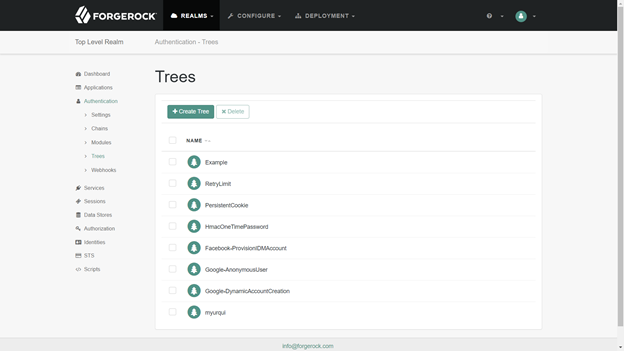 FORGEROCK
REALMS
CONFIGURE
DEPLOYMENT
Top Level Realm
Authentication - Trees
Dashboard
Applications
Authentication
Settings
Chains
Modules
Trees
Webhooks
Services
Sessions
Data Stores
Authorization
Identities
STS
Scripts
Trees
Create Tree
Delete
NAME
Example
RetryLimit
PersistentCookie
HmacOneTimePassword
Facebook-ProvisionIDMAccount
Google-AnonymousUser
Google-DynamicAccountCreation
myurqui
info@forgerock.com